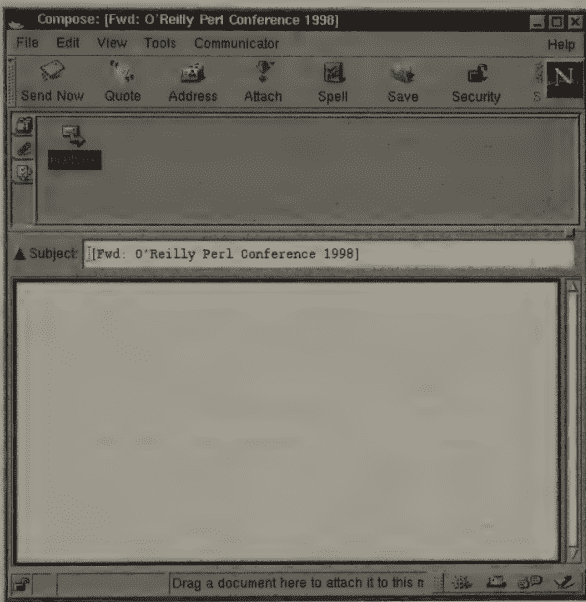 Compose: [Fwd: O'Reilly Perl Conference 1998]
File Edit View Tools Communicator Help
Send Now Quote Address Attach Spell Save Security S N
Subject: [Fwd: O'Reilly Perl Conference 1998]
Drag a document here to attach it to this n